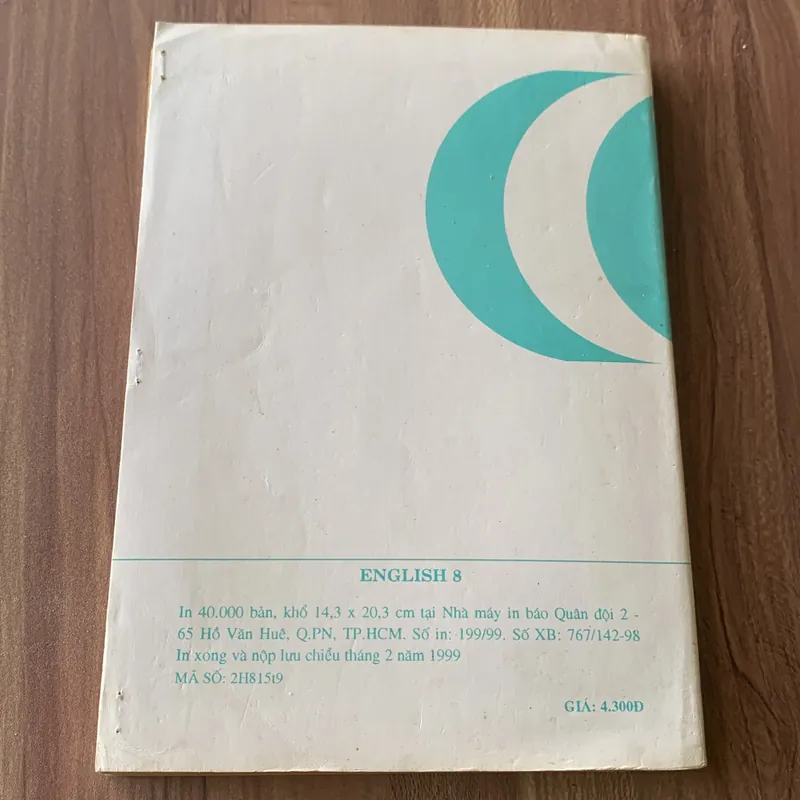 ENGLISH 8
In 40.000 bản, khổ 14,3 x 20,3 cm tại Nhà máy in báo Quân đội 2 -
65 Hồ Văn Huê, Q.PN, TP.HCM. Số in: 199/99. Số XB: 767/142-98
In xong và nộp lưu chiểu tháng 2 năm 1999
MÃ SỐ: 2H815t9
GIÁ: 4.300Đ